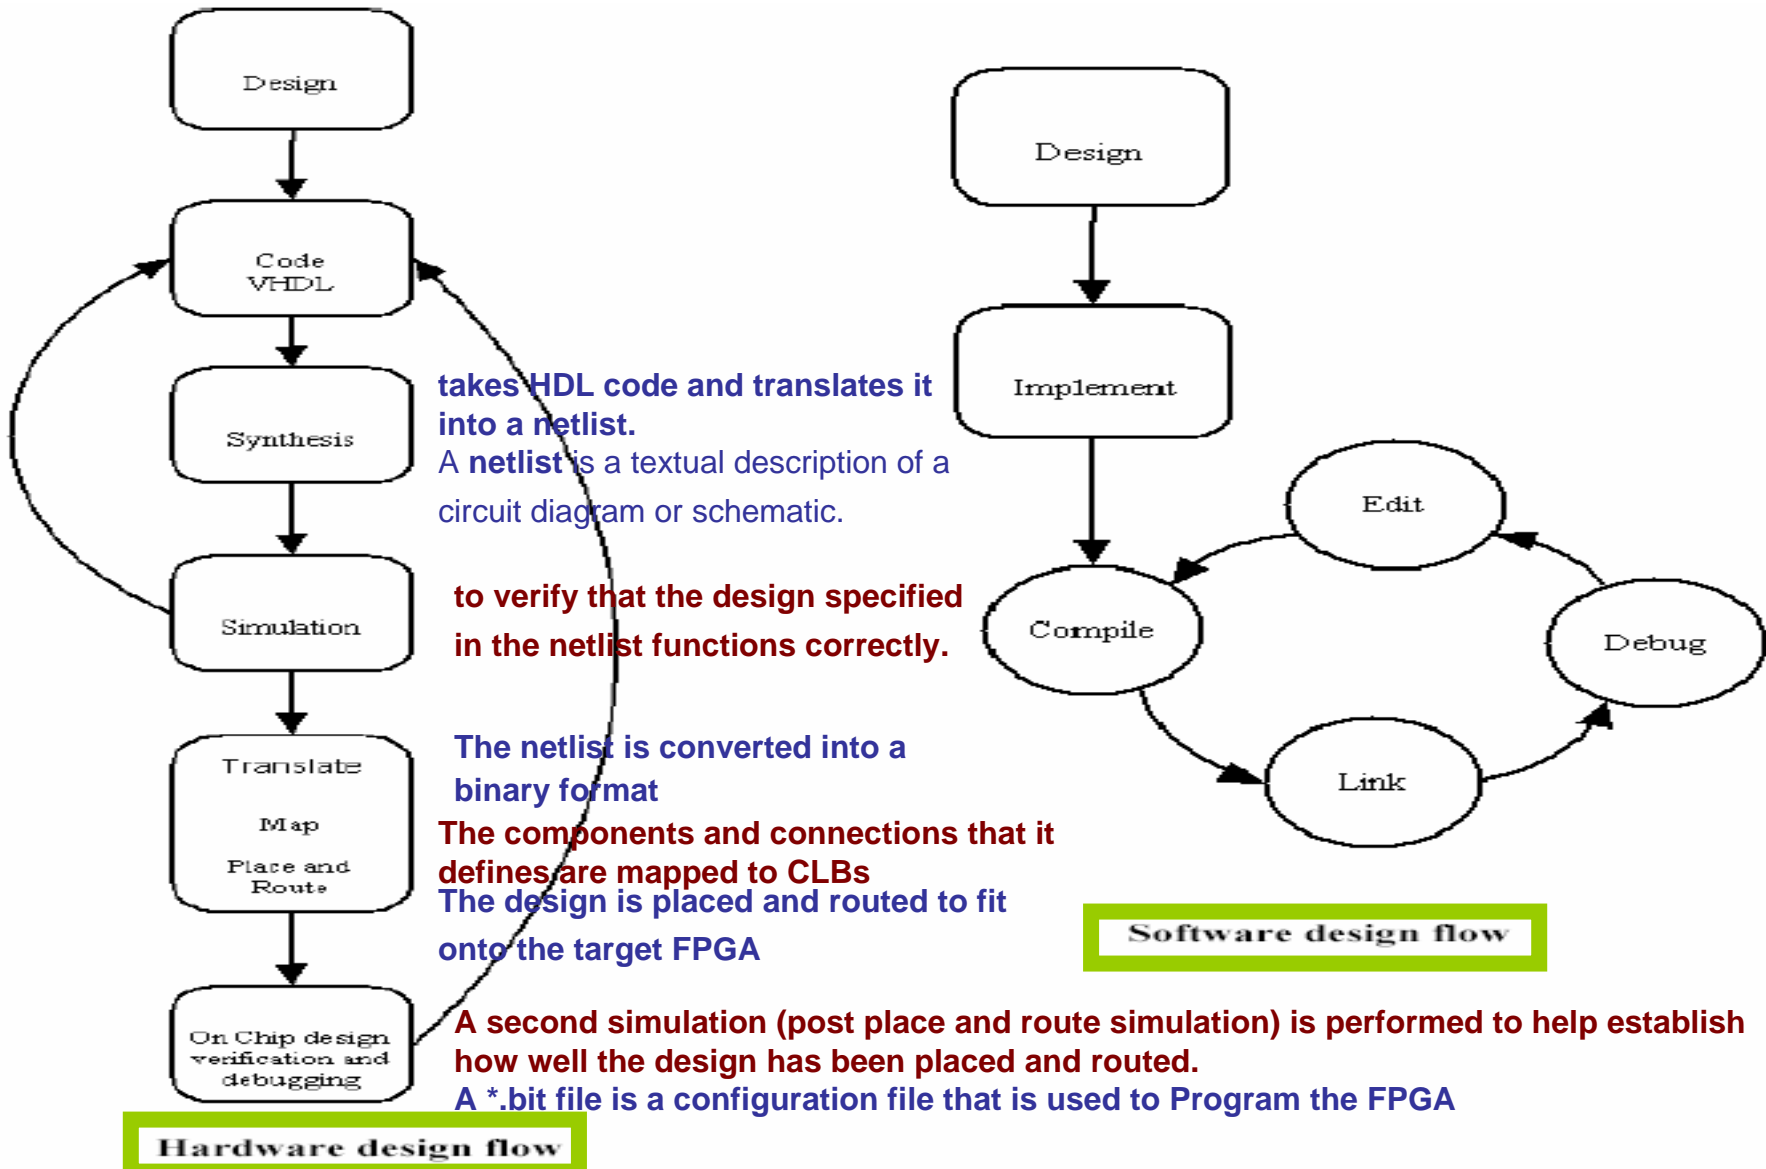 Design
Code
VHDL
Synthesis
Simulation
Translate
Map
Place and
Route
On Chip design
verification and
debugging
Hardware design flow
takes HDL code and translates it
into a netlist.
A netlist is a textual description of a
circuit diagram or schematic.
to verify that the design specified
in the netlist functions correctly.
The netlist is converted into a
binary format
The components and connections that it
defines are mapped to CLBs
The design is placed and routed to fit
onto the target FPGA
A second simulation (post place and route simulation) is performed to help establish
how well the design has been placed and routed.
A *.bit file is a configuration file that is used to Program the FPGA
Design
Implement
Compile
Edit
Debug
Link
Software design flow